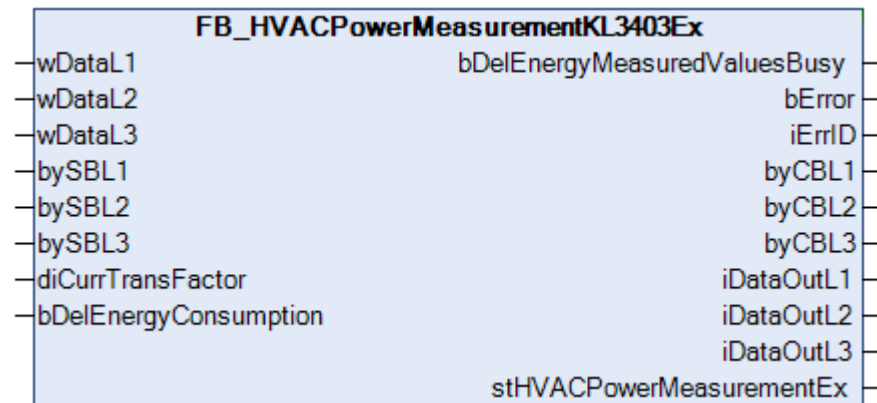 FB_HVACPowerMeasurementKL3403Ex
wDataL1 bDelEnergyMeasuredValuesBusy
wDataL2 bError
wDataL3 iErrID
bySBL1 byCBL1
bySBL2 byCBL2
bySBL3 byCBL3
diCurrTransFactor iDataOutL1
bDelEnergyConsumption iDataOutL2
iDataOutL3
stHVACPowerMeasurementEx